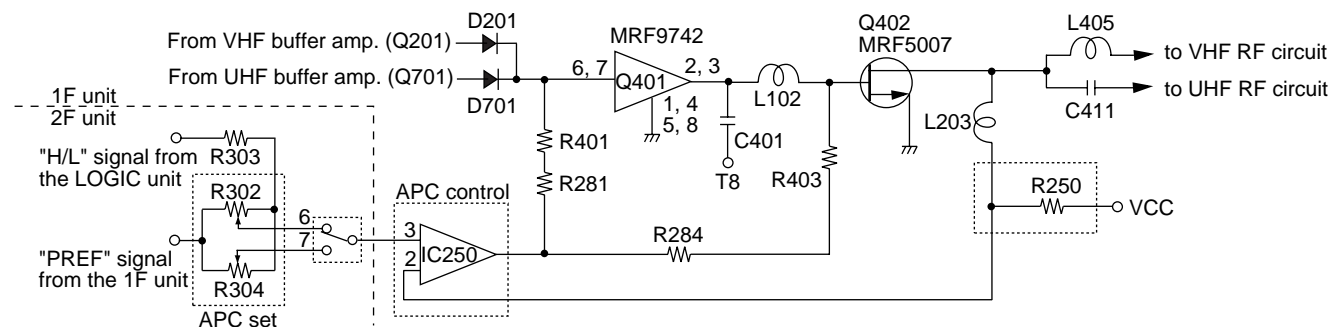 D201
From VHF buffer amp. (Q201)
From UHF buffer amp. (Q701)
D701
MRF9742
6, 7
Q401
2, 3
1, 4
5, 8
L102
C401
T8
Q402
MRF5007
L405
to VHF RF circuit
to UHF RF circuit
C411
L203
1F unit
2F unit
"H/L" signal from
the LOGIC unit
R303
R302
"PREF" signal
from the 1F unit
R304
APC set
6
7
APC control
3
2
IC250
R401
R281
R403
R284
R250
VCC